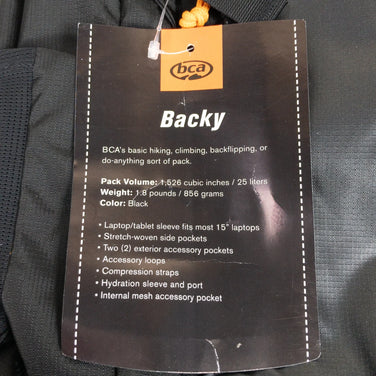 bca
Backy
BCA's basic hiking, climbing, backflipping, or
do-anything sort of pack.
Pack Volume: 1,526 cubic inches / 25 liters
Weight: 1.8 pounds / 856 grams
Color: Black
• Laptop/tablet sleeve fits most 15" laptops
• Stretch-woven side pockets
• Two (2) exterior accessory pockets
• Accessory loops
• Compression straps
• Hydration sleeve and port
• Internal mesh accessory pocket